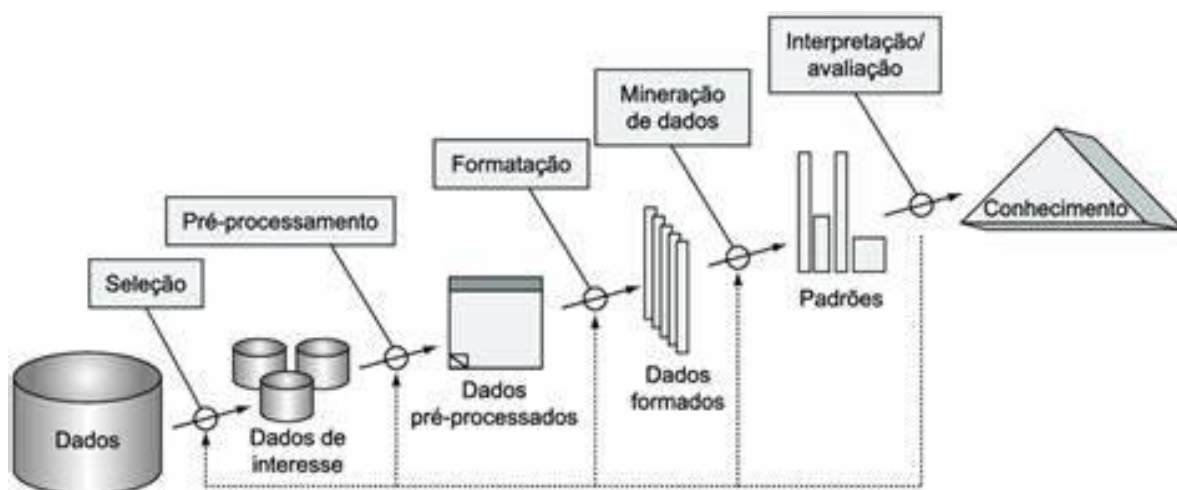 Interpretação/
avaliação
Mineração
de dados
Formatação
Pré-processamento
Seleção
Dados
Dados de
interesse
Dados
pré-processados
Dados
formados
Padrões
Conhecimento